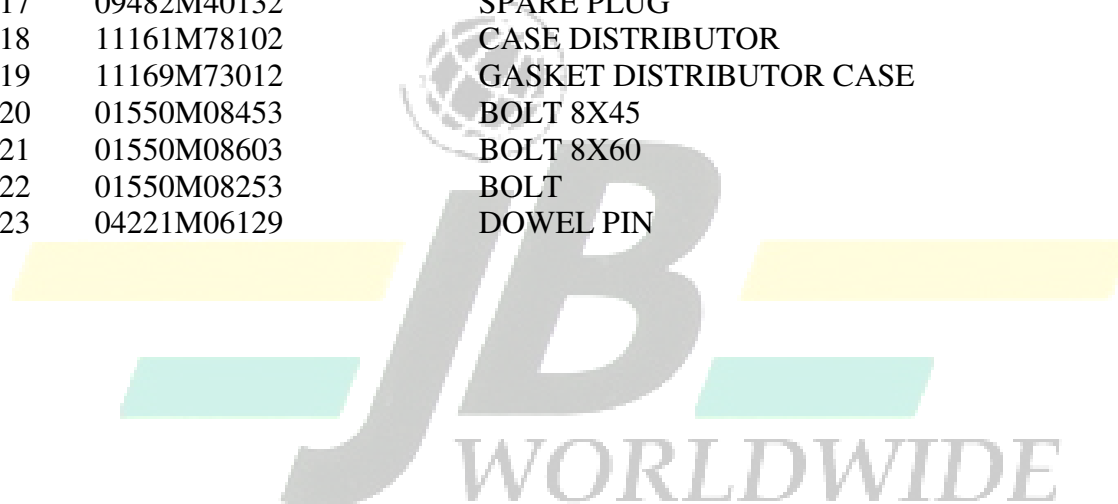 17 09482M40132 SPARE PLUG
18 11161M78102 CASE DISTRIBUTOR
19 11169M73012 GASKET DISTRIBUTOR CASE
20 01550M08453 BOLT 8X45
21 01550M08603 BOLT 8X60
22 01550M08253 BOLT
23 04221M06129 DOWEL PIN
JB
WORLDWIDE